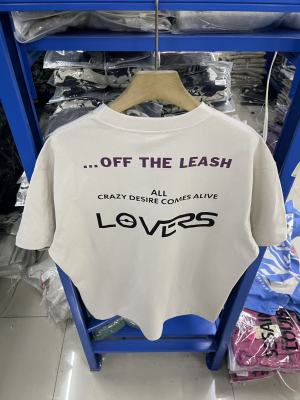 ...OFF THE LEASH
ALL
CRAZY DESIRE COMES ALIVE
LOVERS